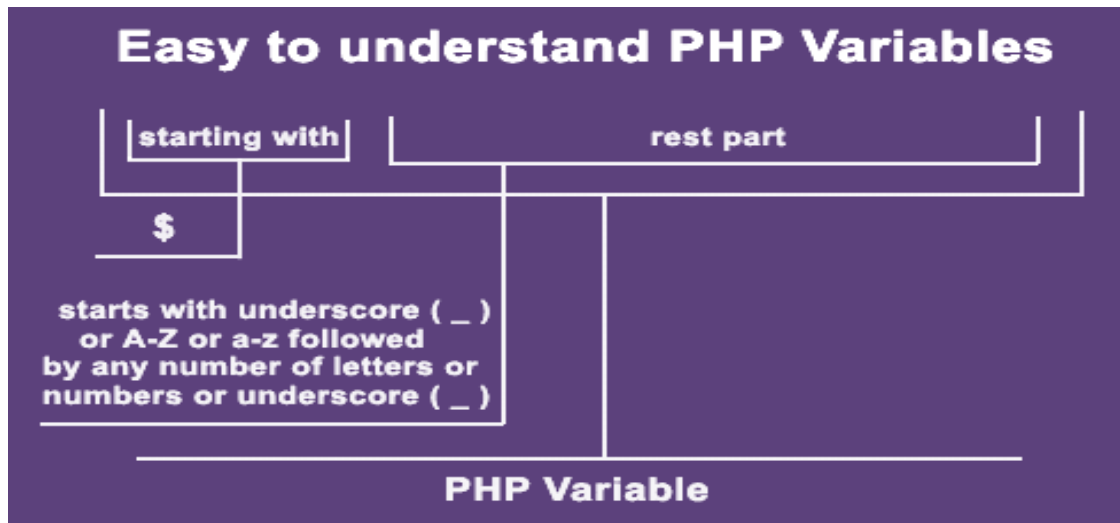 Easy to understand PHP Variables
starting with
rest part
$
starts with underscore ( _ )
or A-Z or a-z followed
by any number of letters or
numbers or underscore ( _ )
PHP Variable